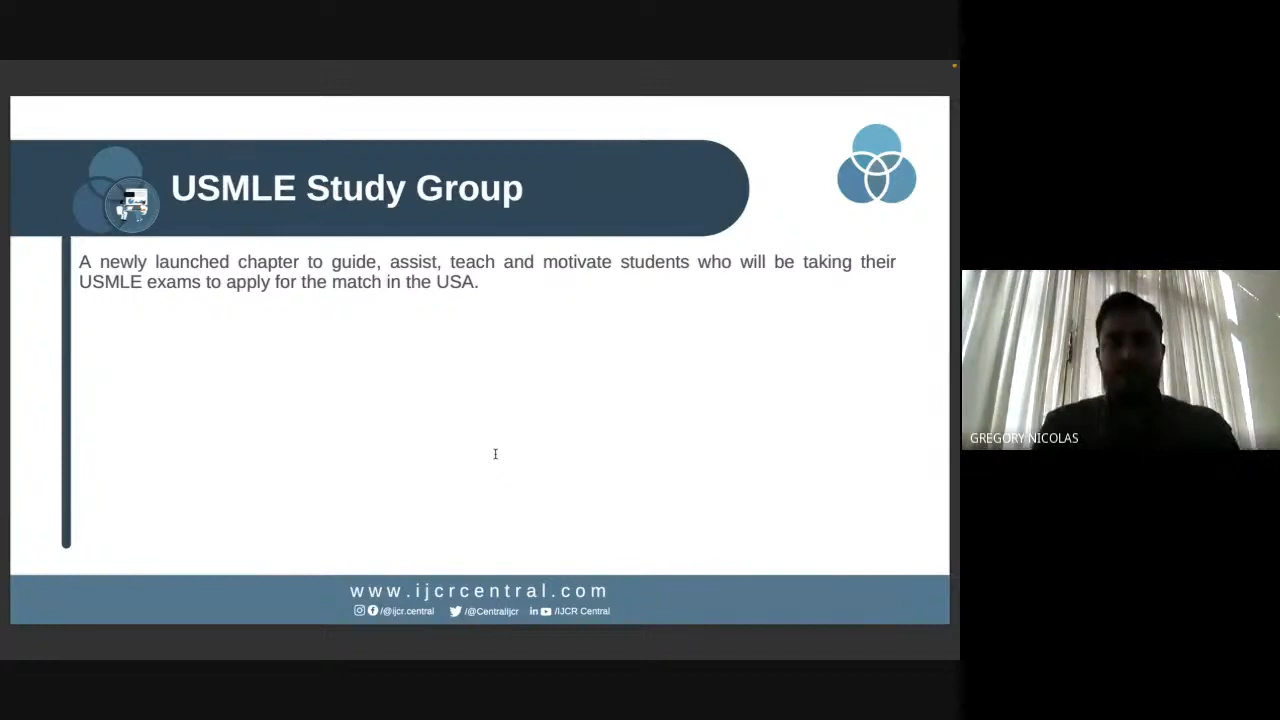 USMLE Study Group
A newly launched chapter to guide, assist, teach and motivate students who will be taking their
USMLE exams to apply for the match in the USA.
GREGORY NICOLAS
www.ijcrcentral.com
/@ijcr.central /@Centralijcr in /IJCR Central